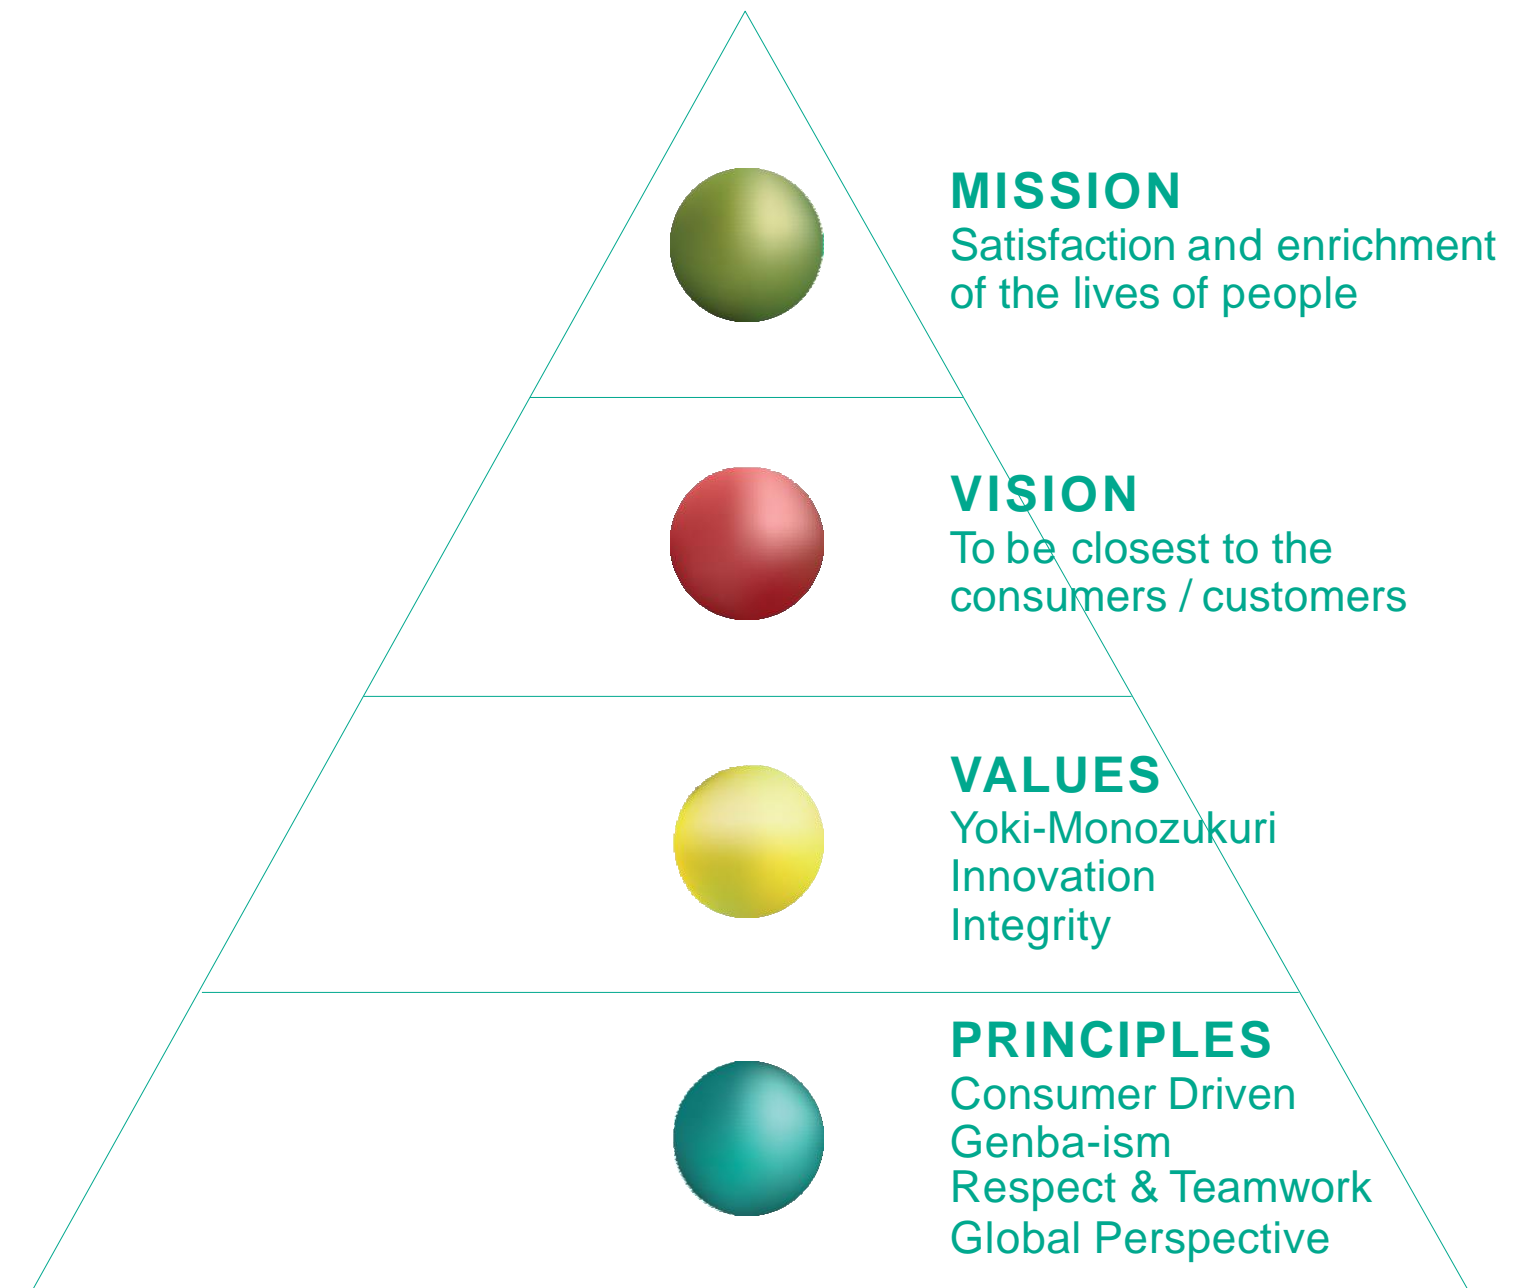 MISSION
Satisfaction and enrichment
of the lives of people
VISION
To be closest to the
consumers / customers
VALUES
Yoki-Monozukuri
Innovation
Integrity
PRINCIPLES
Consumer Driven
Genba-ism
Respect & Teamwork
Global Perspective